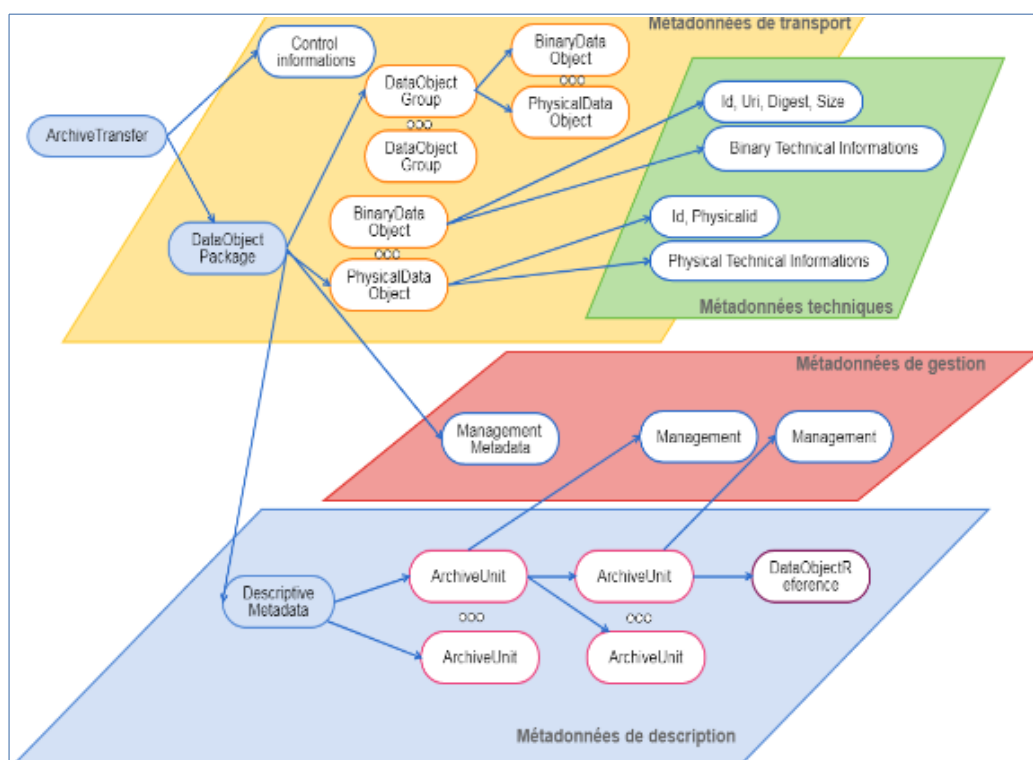 Métadonnées de transport
Control
informations
BinaryData
Object
ooo
PhysicalData
Object
DataObject
Group
ooo
DataObject
Group
ArchiveTransfer
Id, Uri, Digest, Size
Binary Technical Informations
BinaryData
Object
ooo
PhysicalData
Object
DataObject
Package
Id, Physicalid
Physical Technical Informations
Métadonnées techniques
Métadonnées de gestion
Management
Metadata
Management
Management
Descriptive
Metadata
ArchiveUnit
ooo
ArchiveUnit
ArchiveUnit
ooo
ArchiveUnit
DataObjectR
eference
Métadonnées de description